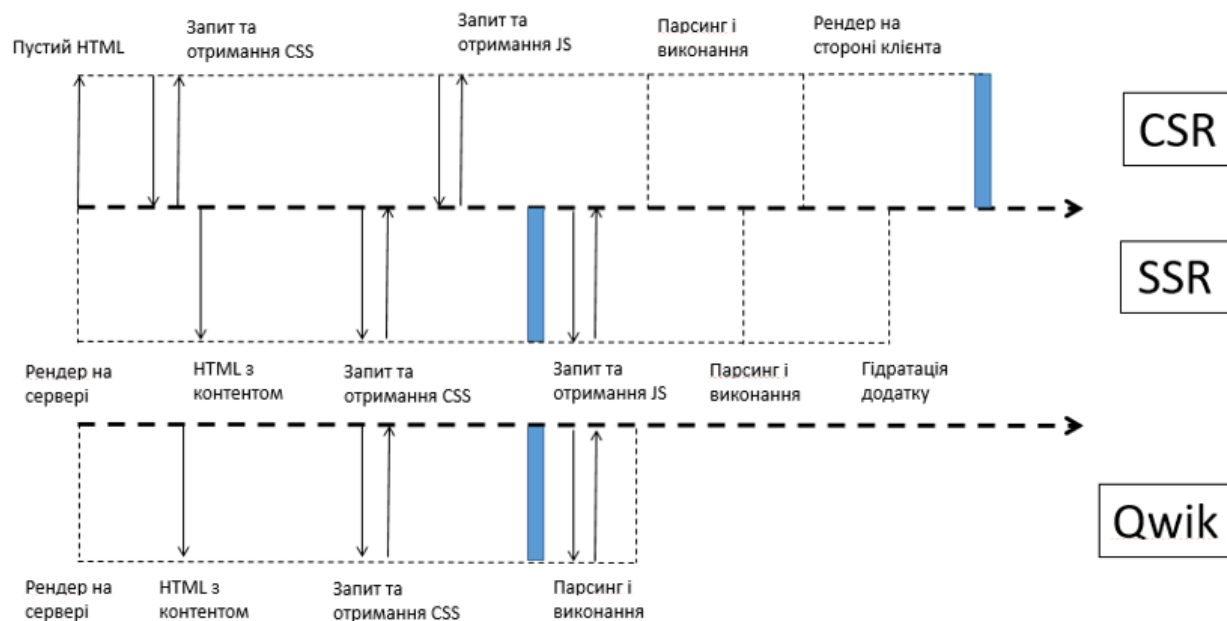 Пустий HTML
Запит та
отримання CSS
Запит та
отримання JS
Парсинг і
виконання
Рендер на
стороні клієнта
CSR
SSR
Рендер на
сервері
HTML з
контентом
Запит та
отримання CSS
Запит та
отримання JS
Парсинг і
виконання
Гідратація
додатку
Qwik
Рендер на
сервері
HTML з
контентом
Запит та
отримання CSS
Парсинг і
виконання